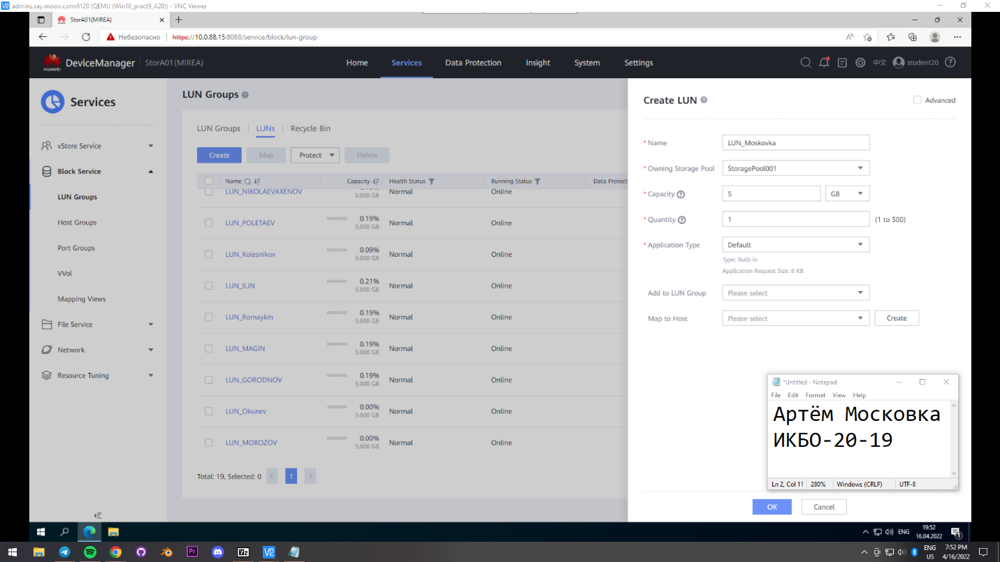 admins.say.mooo.com:6120 (QEMU (Win10_pract9_A20)) - VNC Viewer
StorA01(MIREA)
Небезопасно | https://10.0.88.15:8088/service/block/lun-group
HUAWEI DeviceManager StorA01(MIREA) Home Services Data Protection Insight System Settings 中文 student20
Services
vStore Service
Block Service
LUN Groups
Host Groups
Port Groups
VVol
Mapping Views
File Service
Network
Resource Tuning
LUN Groups
LUN Groups LUNs Recycle Bin
Create Map Protect Delete
Name Capacity Health Status Running Status Data Protect
LUN_NIKOLAEVAXENOV 5.000 GB Normal Online
LUN_POLETAEV 0.19% 5.000 GB Normal Online
LUN_Kolesnikov 0.09% 5.000 GB Normal Online
LUN_ILIN 0.21% 5.000 GB Normal Online
LUN_Romaykin 0.19% 5.000 GB Normal Online
LUN_MAGIN 0.19% 5.000 GB Normal Online
LUN_GORODNOV 0.19% 5.000 GB Normal Online
LUN_Okunev 0.00% 5.000 GB Normal Online
LUN_MOROZOV 0.00% 5.000 GB Normal Online
Total: 19, Selected: 0 < 1 >
Create LUN Advanced
* Name LUN_Moskovka
* Owning Storage Pool StoragePool001
* Capacity 5 GB
* Quantity 1 (1 to 500)
* Application Type Default
Type: Built-in
Application Request Size: 8 KB
Add to LUN Group Please select
Map to Host Please select Create
*Untitled - Notepad
File Edit Format View Help
Артём Московка
ИКБО-20-19
Ln 2, Col 11 280% Windows (CRLF) UTF-8
OK Cancel
ENG 19:52 16.04.2022 1
Pr 7z VE ENG US 7:52 PM 4/16/2022